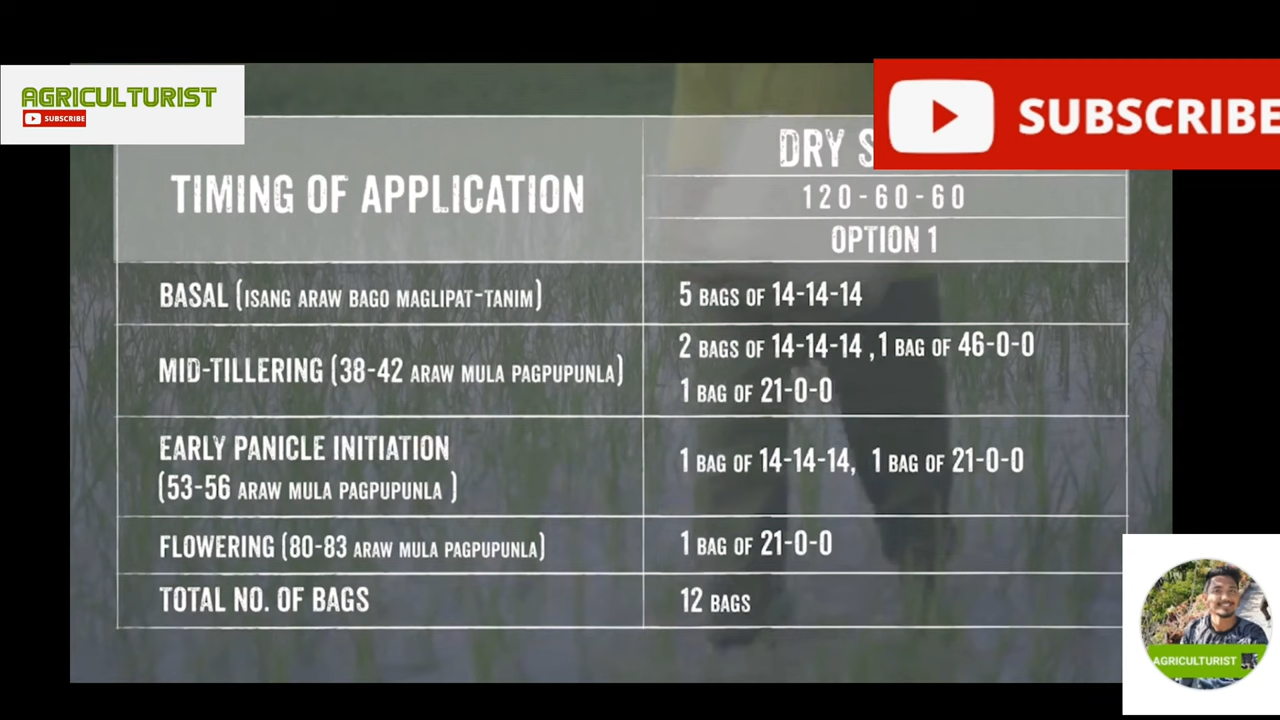 AGRICULTURIST
SUBSCRIBE
SUBSCRIBE
TIMING OF APPLICATION
DRY
120-60-60
OPTION 1
BASAL (ISANG ARAW BAGO MAGLIPAT-TANIM)
5 BAGS OF 14-14-14
MID-TILLERING (38-42 ARAW MULA PAGPUPUNLA)
2 BAGS OF 14-14-14 ,1 BAG OF 46-0-0
1 BAG OF 21-0-0
EARLY PANICLE INITIATION
(53-56 ARAW MULA PAGPUPUNLA )
1 BAG OF 14-14-14, 1 BAG OF 21-0-0
FLOWERING (80-83 ARAW MULA PAGPUPUNLA)
1 BAG OF 21-0-0
TOTAL NO. OF BAGS
12 BAGS
AGRICULTURIST